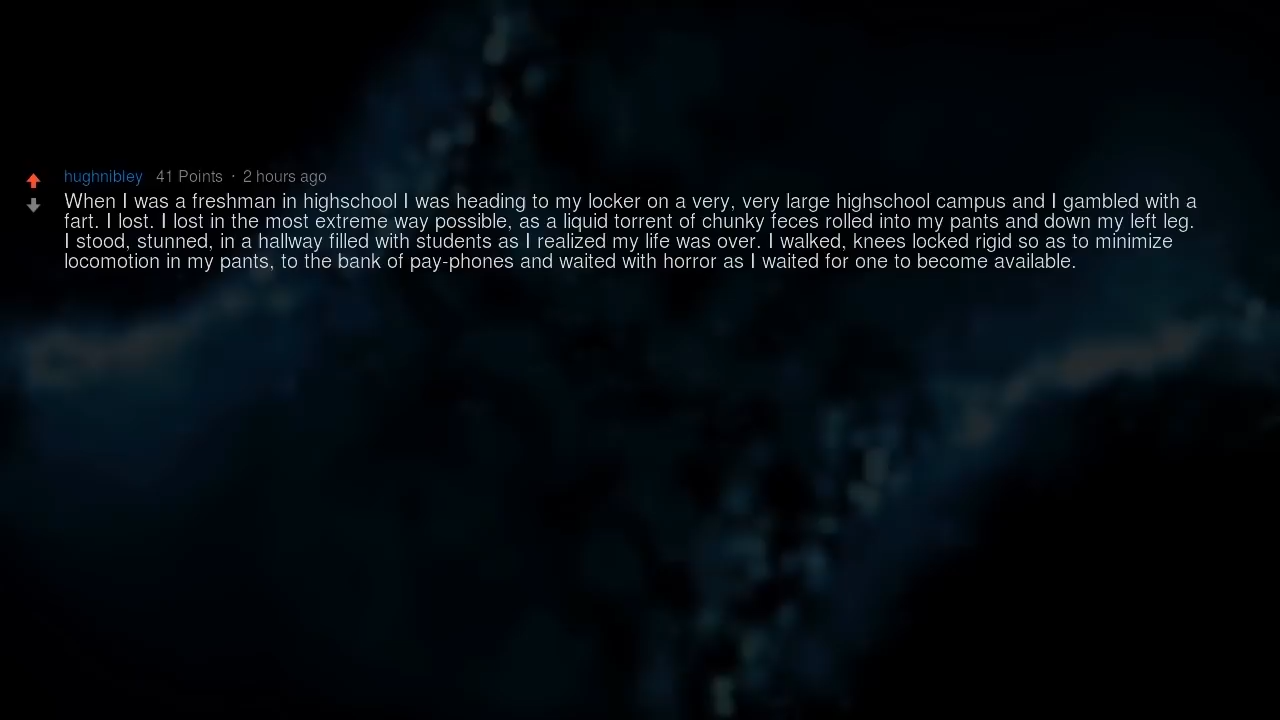 hughnibley 41 Points · 2 hours ago
When I was a freshman in highschool I was heading to my locker on a very, very large highschool campus and I gambled with a
fart. I lost. I lost in the most extreme way possible, as a liquid torrent of chunky feces rolled into my pants and down my left leg.
I stood, stunned, in a hallway filled with students as I realized my life was over. I walked, knees locked rigid so as to minimize
locomotion in my pants, to the bank of pay-phones and waited with horror as I waited for one to become available.